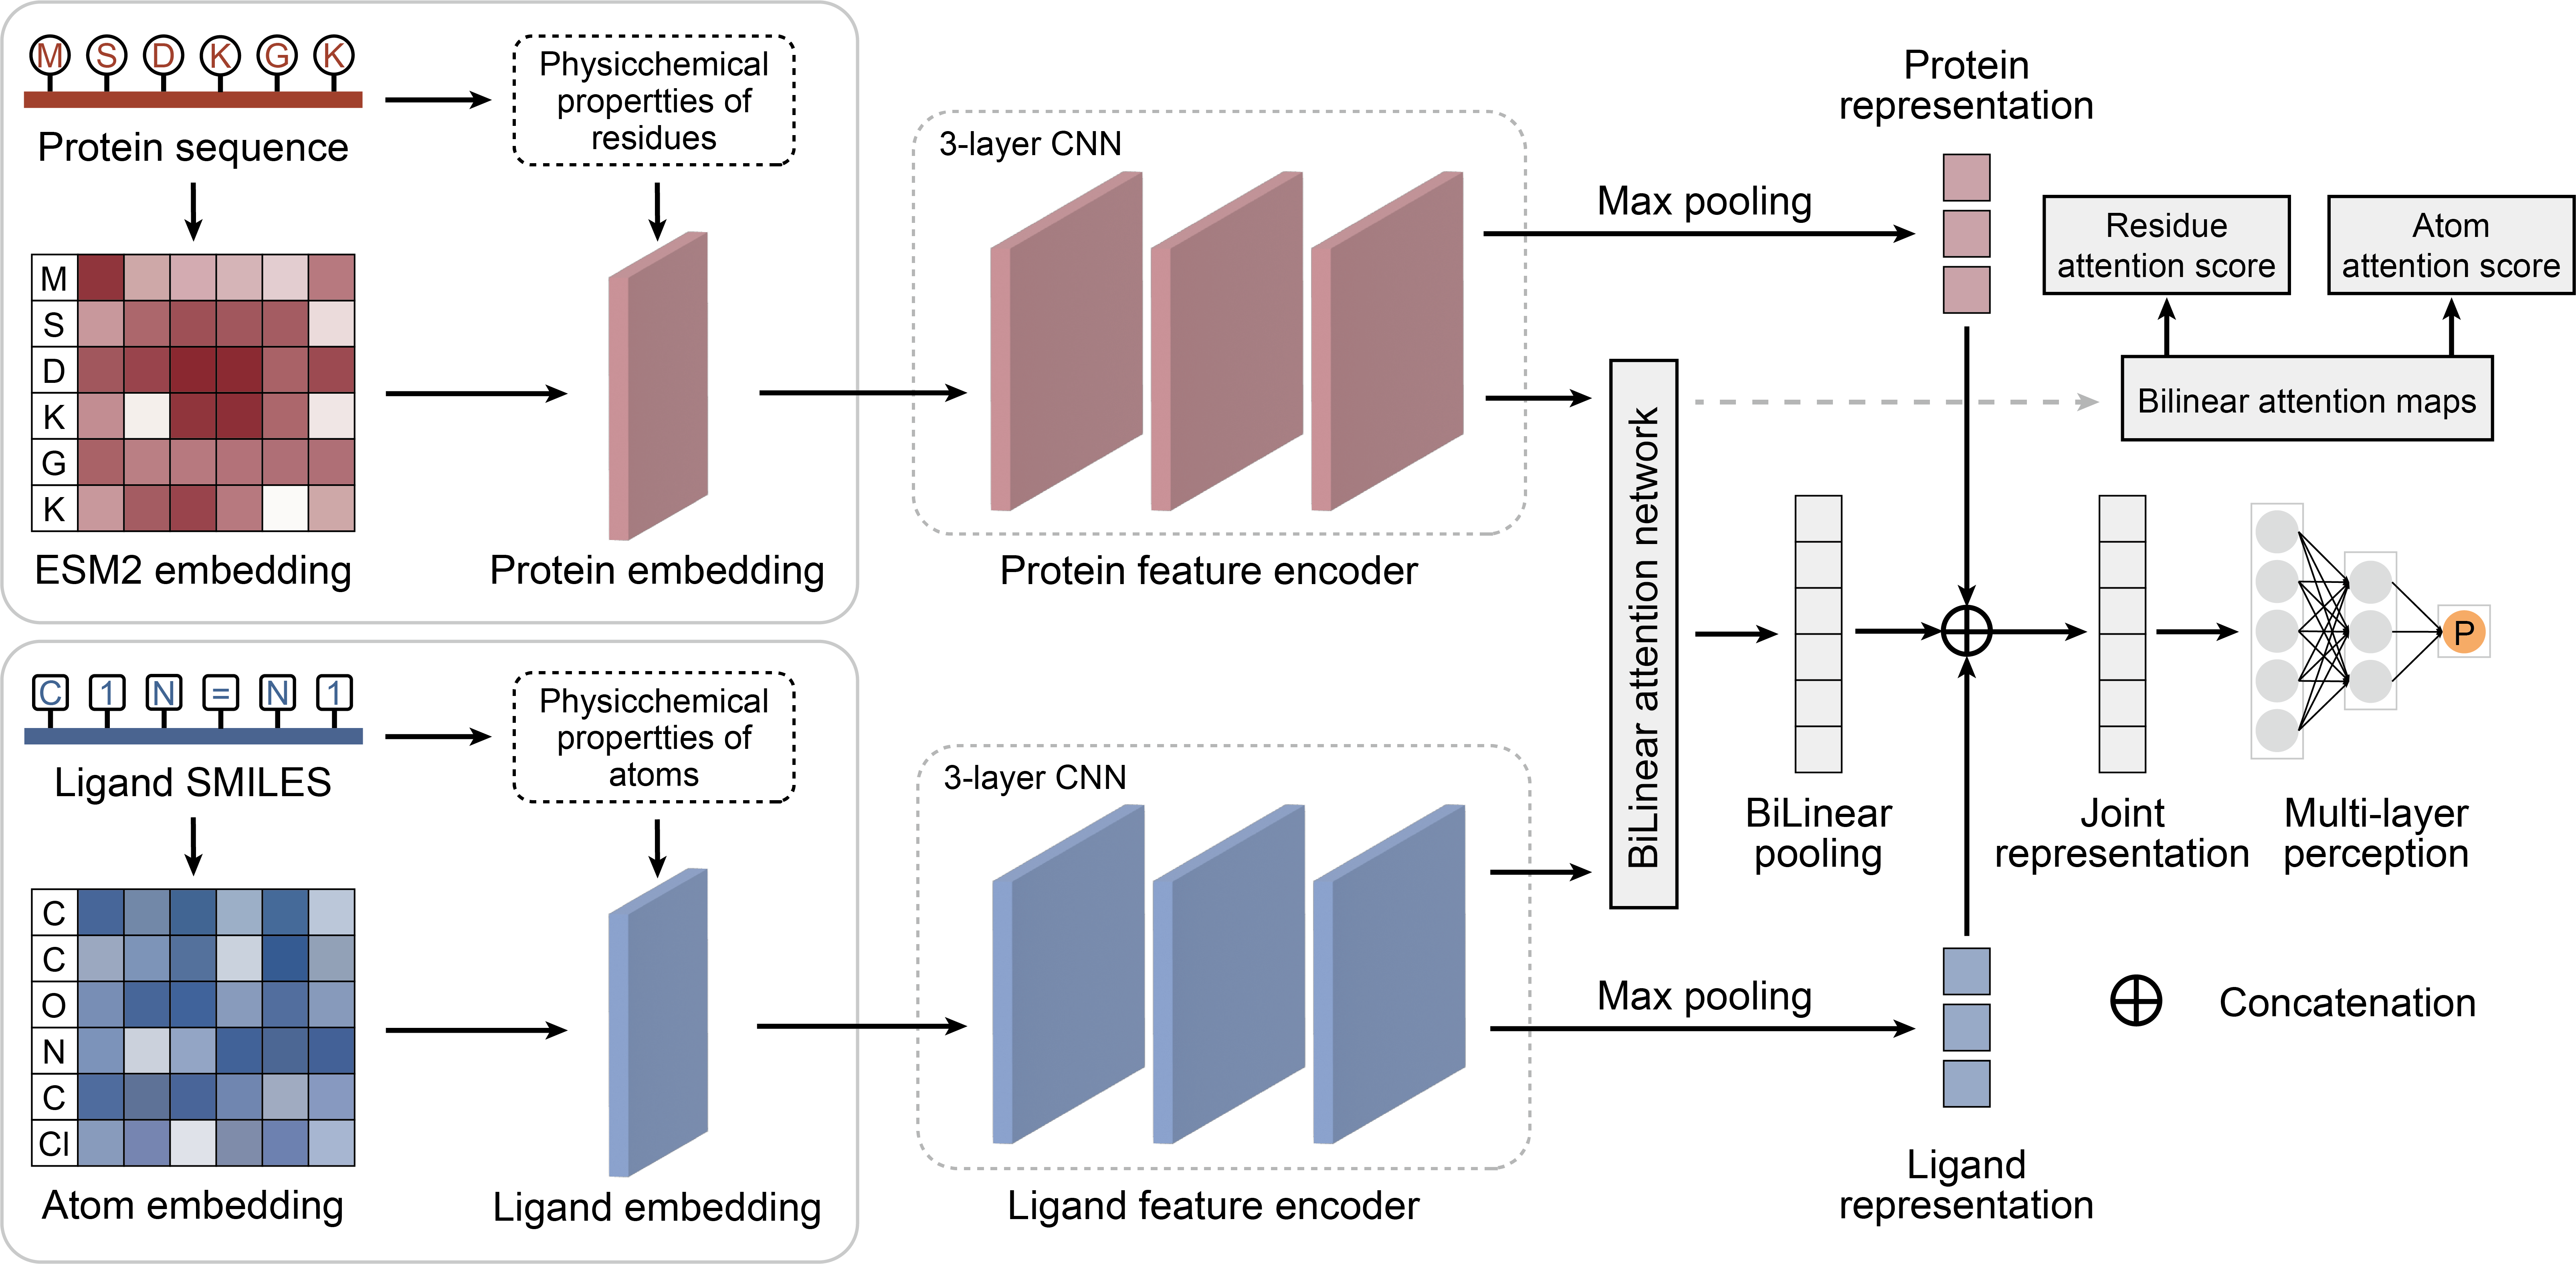 M S D K G K
Protein sequence
Physicchemical
propertties of
residues
M
S
D
K
G
K
ESM2 embedding
Protein embedding
3-layer CNN
Protein feature encoder
Max pooling
Protein
representation
Residue
attention score
Atom
attention score
Bilinear attention maps
BiLinear attention network
C 1 N = N 1
Ligand SMILES
Physicchemical
propertties of
atoms
C
C
O
N
C
Cl
Atom embedding
Ligand embedding
3-layer CNN
Ligand feature encoder
Max pooling
Ligand
representation
BiLinear
pooling
Joint
representation
P
Multi-layer
perception
Concatenation